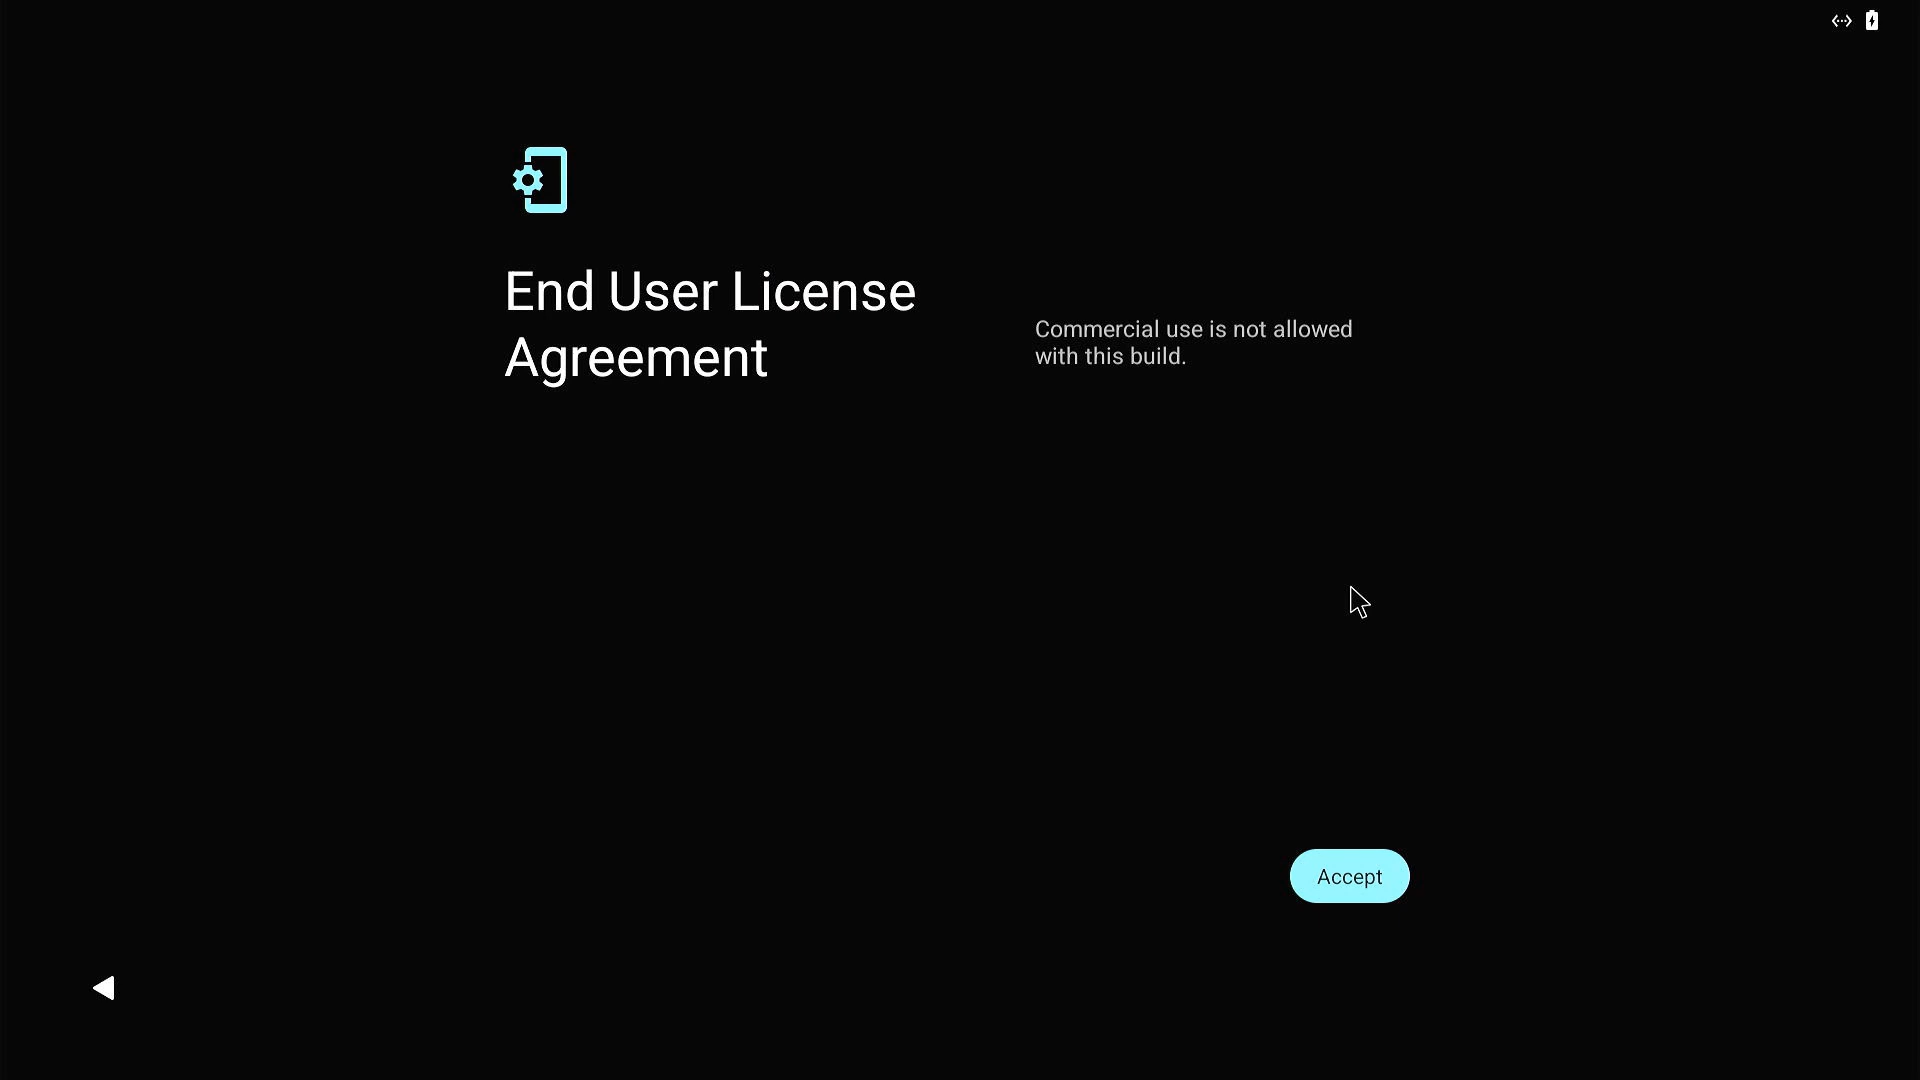 End User License
Agreement
Commercial use is not allowed
with this build.
Accept